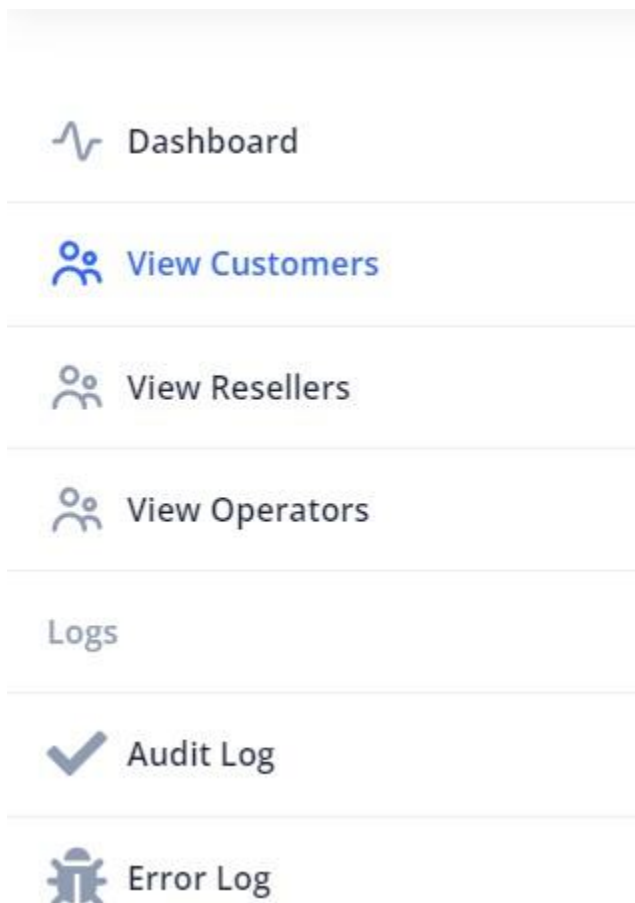 Dashboard
View Customers
View Resellers
View Operators
Logs
Audit Log
Error Log